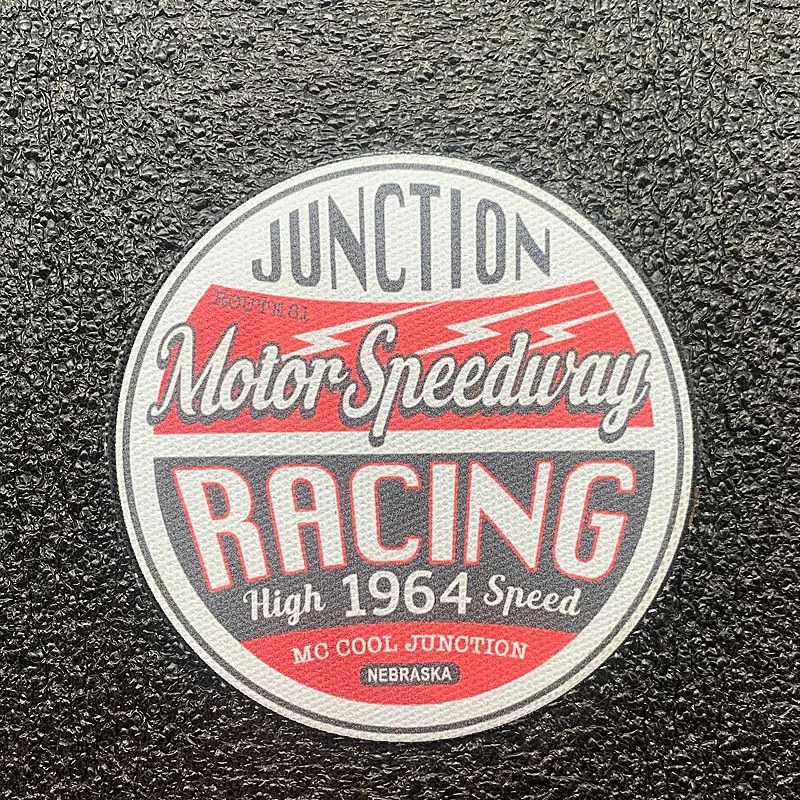 JUNCTION
ROUTE 81
Motor Speedway
RACING
High 1964 Speed
MC COOL JUNCTION
NEBRASKA